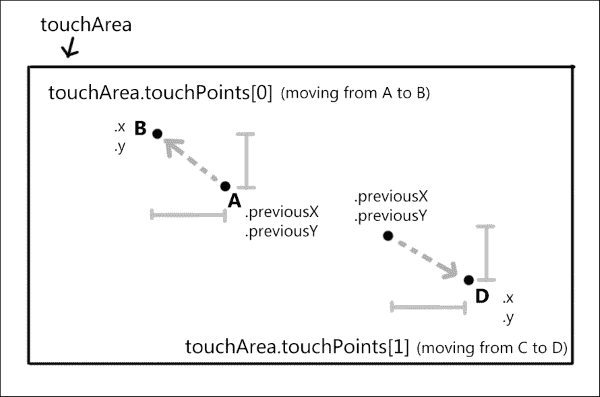 touchArea
touchArea.touchPoints[0] (moving from A to B)
.x B
.y
A
.previousX
.previousY
.previousX
.previousY
D .x
.y
touchArea.touchPoints[1] (moving from C to D)